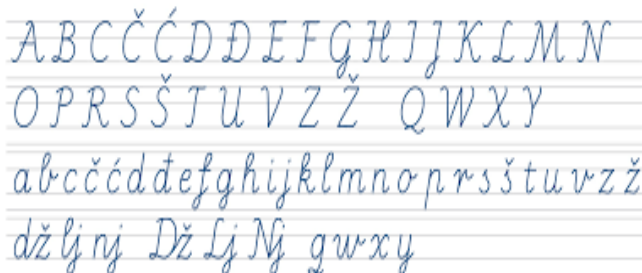 A B C Č Ć D Đ E F G H I J K L M N
O P R S Š T U V Z Ž Q W X Y
a b c č ć d đ e f g h i j k l m n o p r s š t u v z ž
dž lj nj Dž Lj Nj q w x y